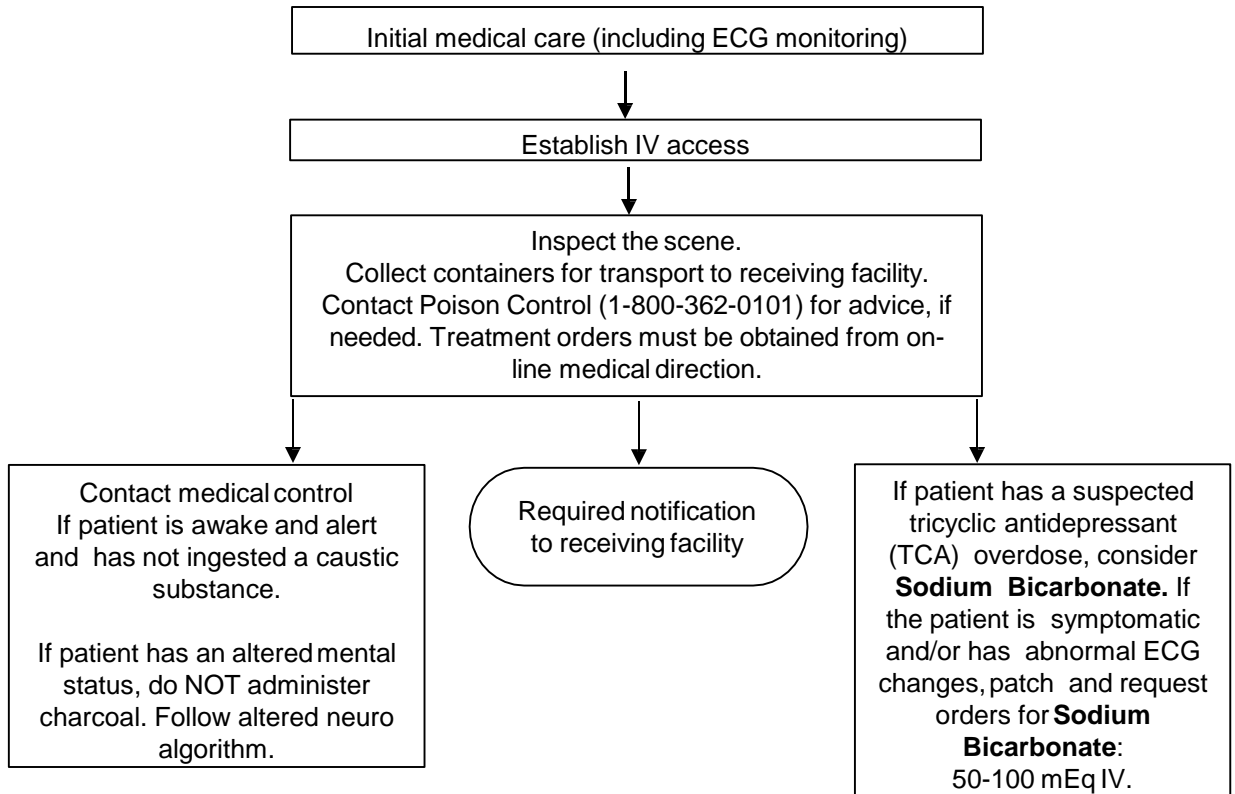 Initial medical care (including ECG monitoring)
Establish IV access
Inspect the scene.
Collect containers for transport to receiving facility.
Contact Poison Control (1-800-362-0101) for advice, if
needed. Treatment orders must be obtained from on-
line medical direction.
Contact medical control
If patient is awake and alert
and has not ingested a caustic
substance.
If patient has an altered mental
status, do NOT administer
charcoal. Follow altered neuro
algorithm.
Required notification
to receiving facility
If patient has a suspected
tricyclic antidepressant
(TCA) overdose, consider
Sodium Bicarbonate. If
the patient is symptomatic
and/or has abnormal ECG
changes, patch and request
orders for Sodium
Bicarbonate:
50-100 mEq IV.